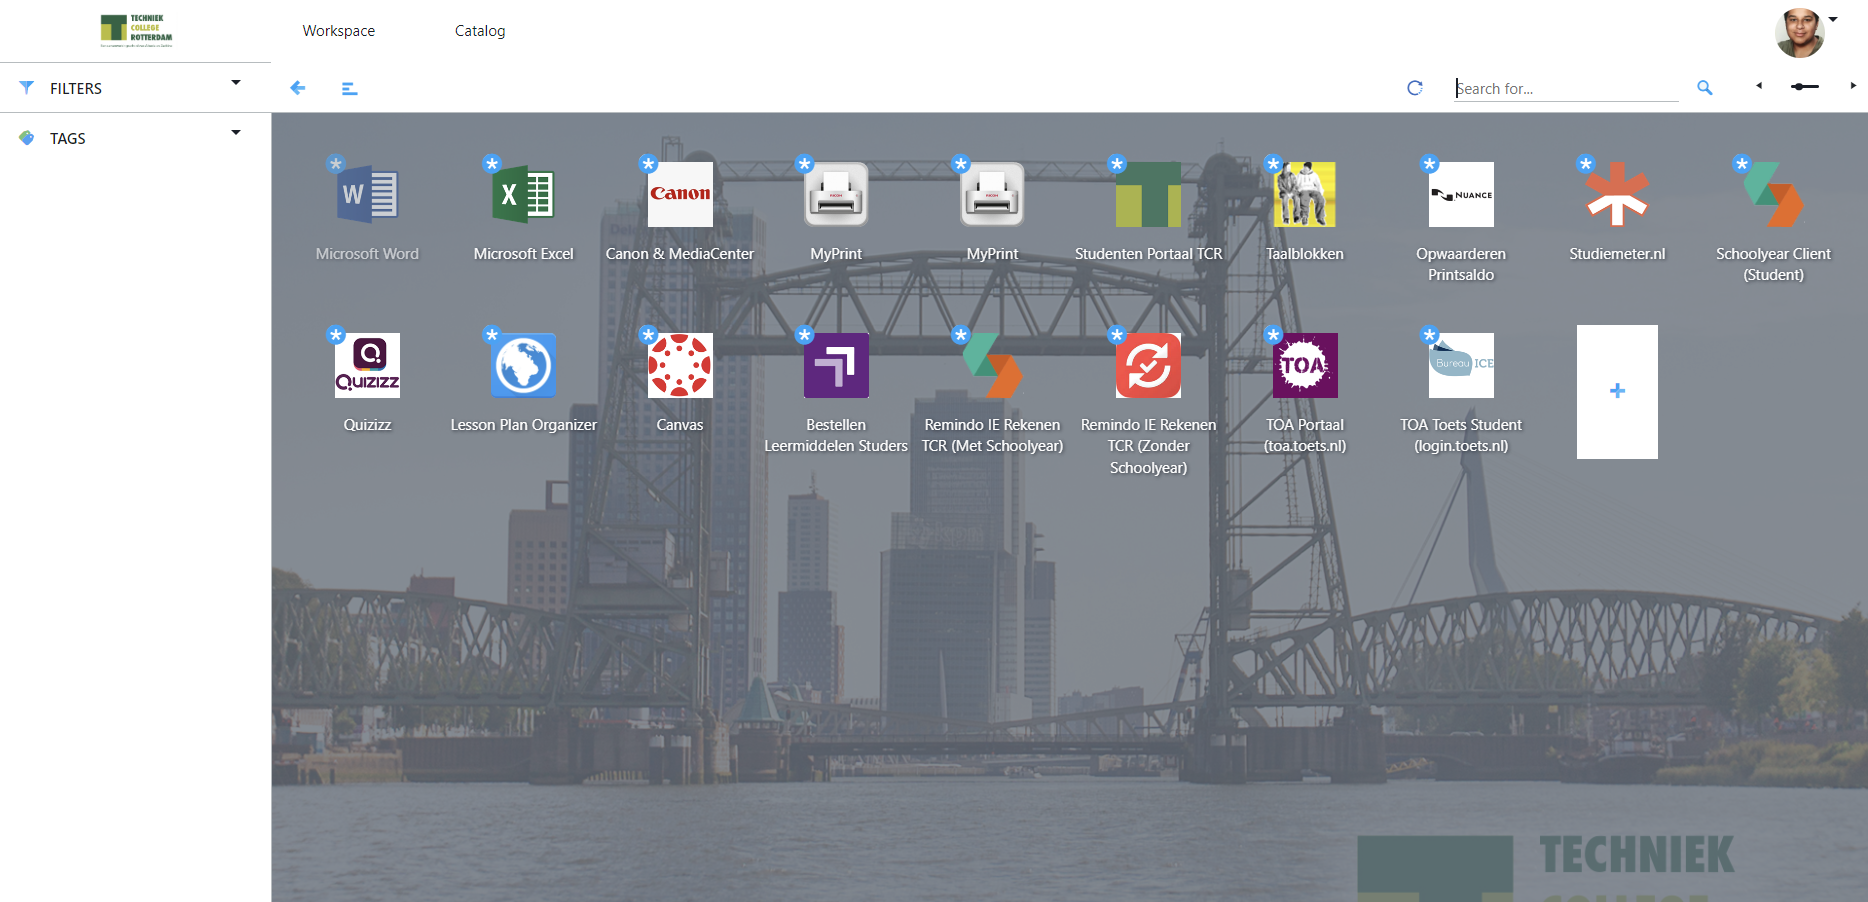 TECHNIEK
COLLEGE
ROTTERDAM
Workspace
Catalog
FILTERS
Search for...
TAGS
W
X
Canon
RICOH
RICOH
NUANCE
Microsoft Word
Microsoft Excel
Canon & MediaCenter
MyPrint
MyPrint
Studenten Portaal TCR
Taalblokken
Opwaarderen
Printsaldo
Studiemeter.nl
Schoolyear Client
(Student)
Quizizz
TOA
Bureau ICE
Quizizz
Lesson Plan Organizer
Canvas
Bestellen
Leermiddelen Studers
Remindo IE Rekenen
TCR (Met Schoolyear)
Remindo IE Rekenen
TCR (Zonder
Schoolyear)
TOA Portaal
(toa.toets.nl)
TOA Toets Student
(login.toets.nl)
TECHNIEK
COLLEGE